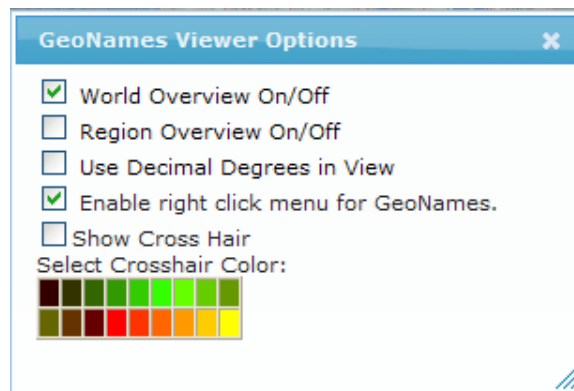 GeoNames Viewer Options
World Overview On/Off
Region Overview On/Off
Use Decimal Degrees in View
Enable right click menu for GeoNames.
Show Cross Hair
Select Crosshair Color: